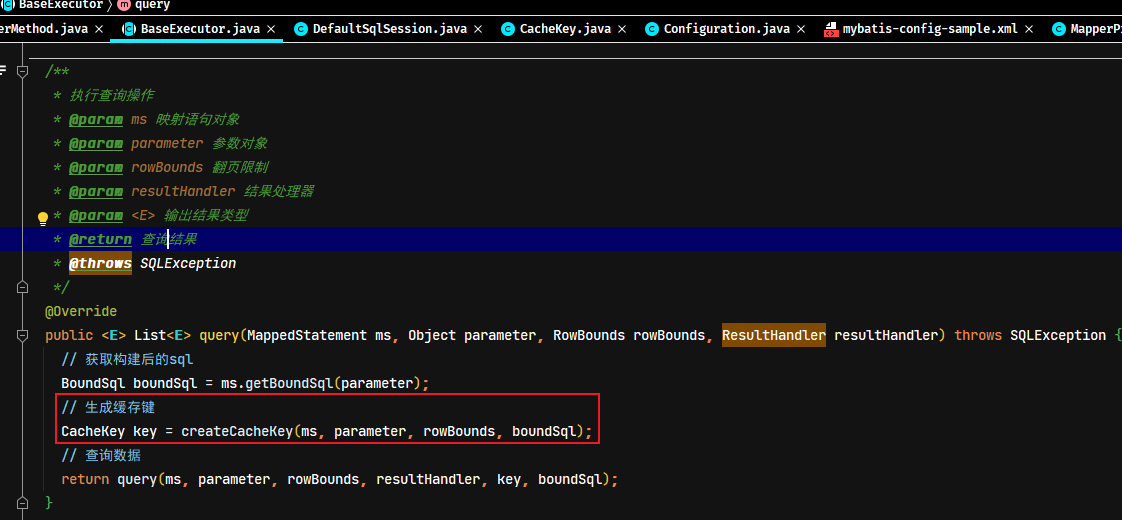 BaseExecutor query
erMethod.java BaseExecutor.java DefaultSqlSession.java CacheKey.java Configuration.java mybatis-config-sample.xml
/**
* 执行查询操作
* @param ms 映射语句对象
* @param parameter 参数对象
* @param rowBounds 翻页限制
* @param resultHandler 结果处理器
* @param <E> 输出结果类型
* @return 查询结果
* @throws SQLException
*/
@Override
public <E> List<E> query(MappedStatement ms, Object parameter, RowBounds rowBounds, ResultHandler resultHandler) throws SQLException {
// 获取构建后的sql
BoundSql boundSql = ms.getBoundSql(parameter);
// 生成缓存键
CacheKey key = createCacheKey(ms, parameter, rowBounds, boundSql);
// 查询数据
return query(ms, parameter, rowBounds, resultHandler, key, boundSql);
}